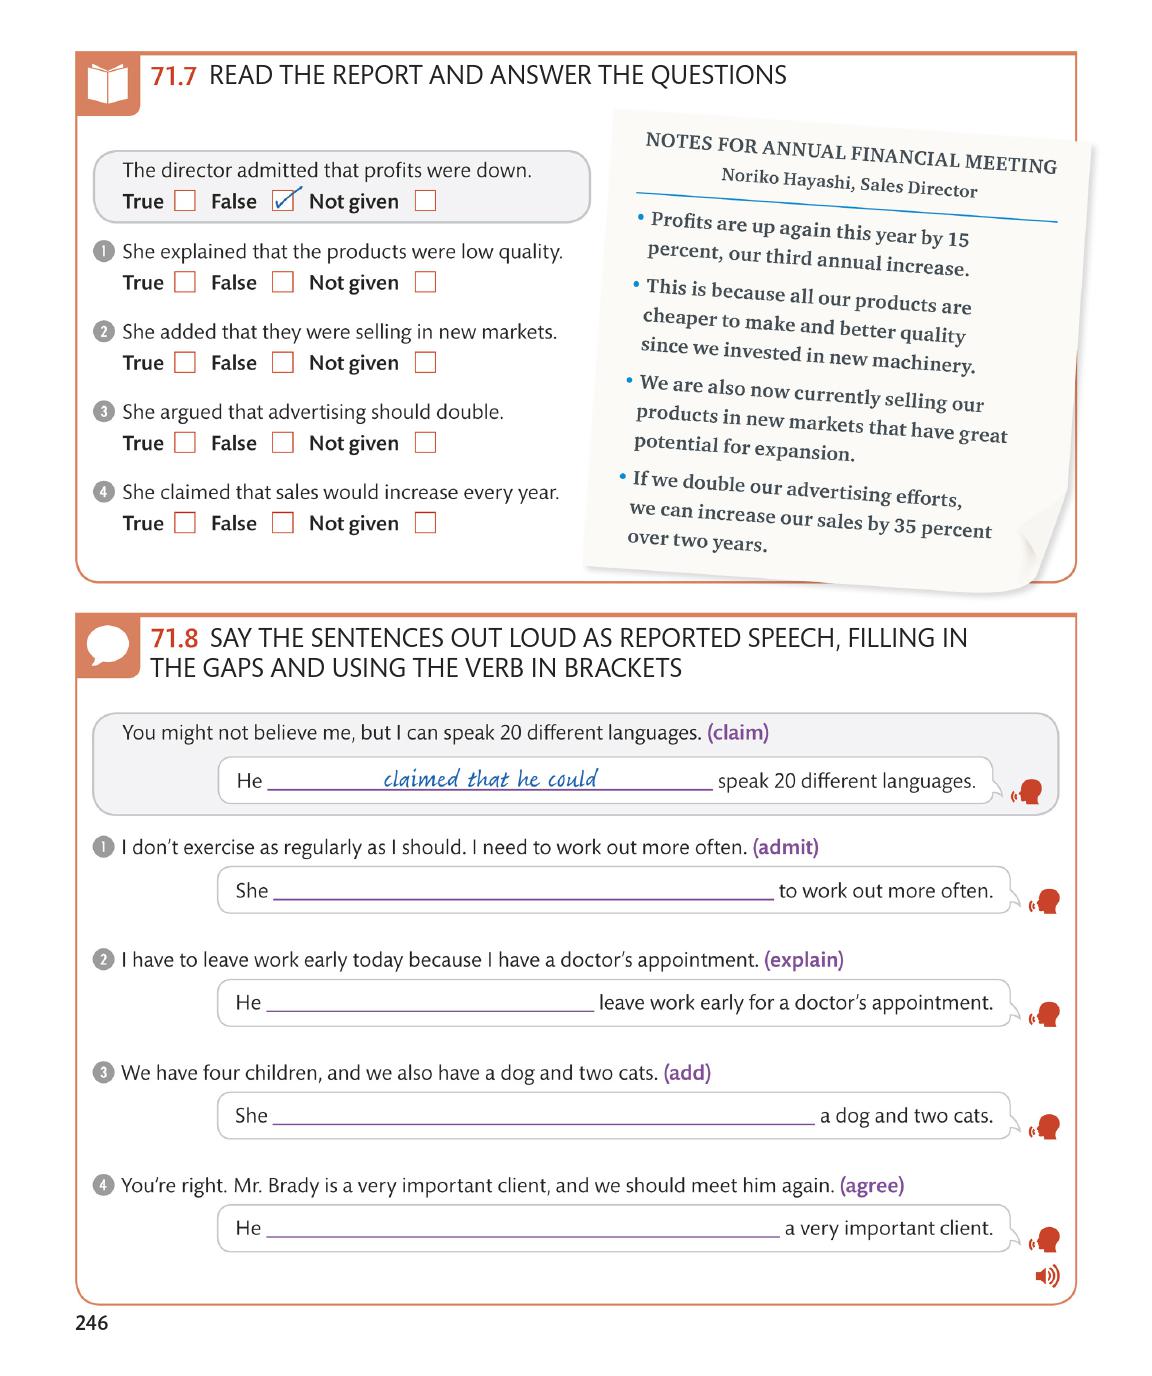 71.7 READ THE REPORT AND ANSWER THE QUESTIONS
The director admitted that profits were down.
True False Not given
1 She explained that the products were low quality.
True False Not given
2 She added that they were selling in new markets.
True False Not given
3 She argued that advertising should double.
True False Not given
4 She claimed that sales would increase every year.
True False Not given
NOTES FOR ANNUAL FINANCIAL MEETING
Noriko Hayashi, Sales Director
• Profits are up again this year by 15
percent, our third annual increase.
• This is because all our products are
cheaper to make and better quality
since we invested in new machinery.
• We are also now currently selling our
products in new markets that have great
potential for expansion.
• If we double our advertising efforts,
we can increase our sales by 35 percent
over two years.
71.8 SAY THE SENTENCES OUT LOUD AS REPORTED SPEECH, FILLING IN
THE GAPS AND USING THE VERB IN BRACKETS
You might not believe me, but I can speak 20 different languages. (claim)
He claimed that he could speak 20 different languages.
1 I don't exercise as regularly as I should. I need to work out more often. (admit)
She to work out more often.
2 I have to leave work early today because I have a doctor's appointment. (explain)
He leave work early for a doctor's appointment.
3 We have four children, and we also have a dog and two cats. (add)
She a dog and two cats.
4 You're right. Mr. Brady is a very important client, and we should meet him again. (agree)
He a very important client.
246